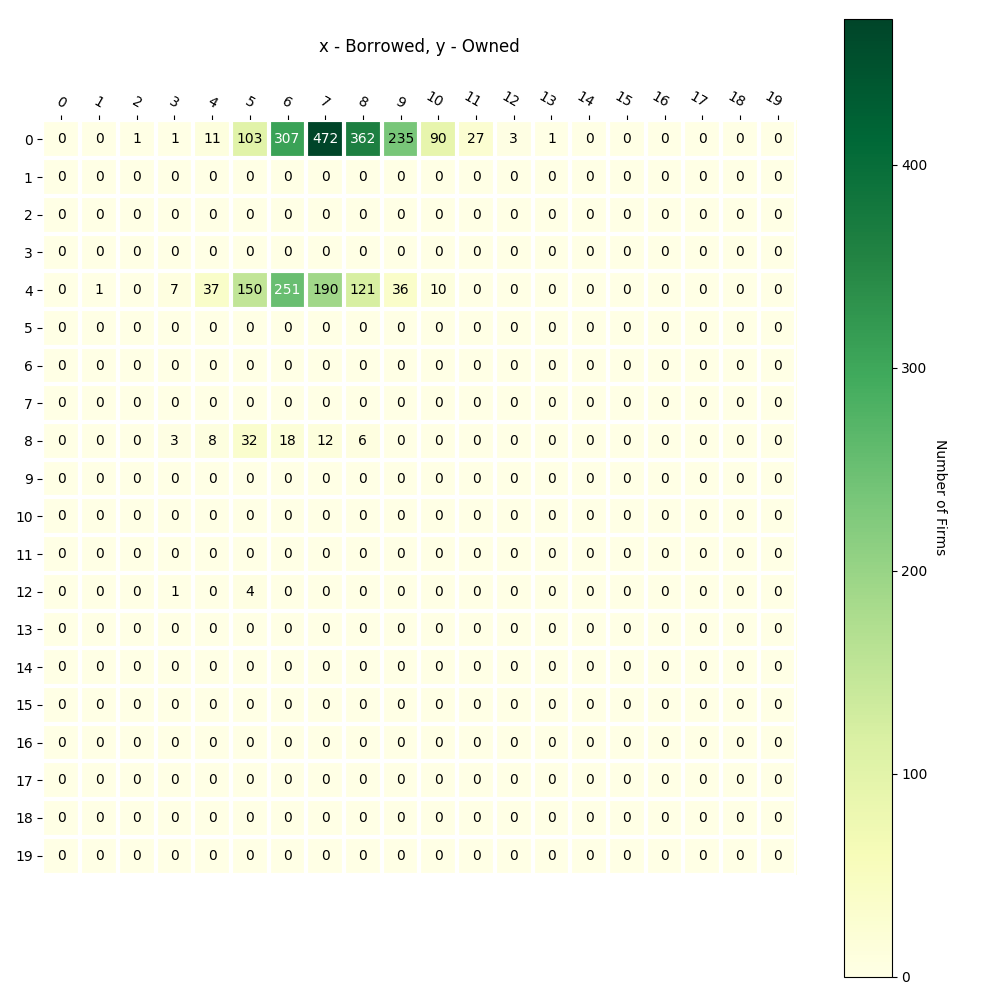 x - Borrowed, y - Owned
0 1 2 3 4 5 6 7 8 9 10 11 12 13 14 15 16 17 18 19
0 0 0 1 1 11 103 307 472 362 235 90 27 3 1 0 0 0 0 0 0
1 0 0 0 0 0 0 0 0 0 0 0 0 0 0 0 0 0 0 0 0
2 0 0 0 0 0 0 0 0 0 0 0 0 0 0 0 0 0 0 0 0
3 0 0 0 0 0 0 0 0 0 0 0 0 0 0 0 0 0 0 0 0
4 0 1 0 7 37 150 251 190 121 36 10 0 0 0 0 0 0 0 0 0
5 0 0 0 0 0 0 0 0 0 0 0 0 0 0 0 0 0 0 0 0
6 0 0 0 0 0 0 0 0 0 0 0 0 0 0 0 0 0 0 0 0
7 0 0 0 0 0 0 0 0 0 0 0 0 0 0 0 0 0 0 0 0
8 0 0 0 3 8 32 18 12 6 0 0 0 0 0 0 0 0 0 0 0
9 0 0 0 0 0 0 0 0 0 0 0 0 0 0 0 0 0 0 0 0
10 0 0 0 0 0 0 0 0 0 0 0 0 0 0 0 0 0 0 0 0
11 0 0 0 0 0 0 0 0 0 0 0 0 0 0 0 0 0 0 0 0
12 0 0 0 1 0 4 0 0 0 0 0 0 0 0 0 0 0 0 0 0
13 0 0 0 0 0 0 0 0 0 0 0 0 0 0 0 0 0 0 0 0
14 0 0 0 0 0 0 0 0 0 0 0 0 0 0 0 0 0 0 0 0
15 0 0 0 0 0 0 0 0 0 0 0 0 0 0 0 0 0 0 0 0
16 0 0 0 0 0 0 0 0 0 0 0 0 0 0 0 0 0 0 0 0
17 0 0 0 0 0 0 0 0 0 0 0 0 0 0 0 0 0 0 0 0
18 0 0 0 0 0 0 0 0 0 0 0 0 0 0 0 0 0 0 0 0
19 0 0 0 0 0 0 0 0 0 0 0 0 0 0 0 0 0 0 0 0
400
300
200
100
0
Number of Firms